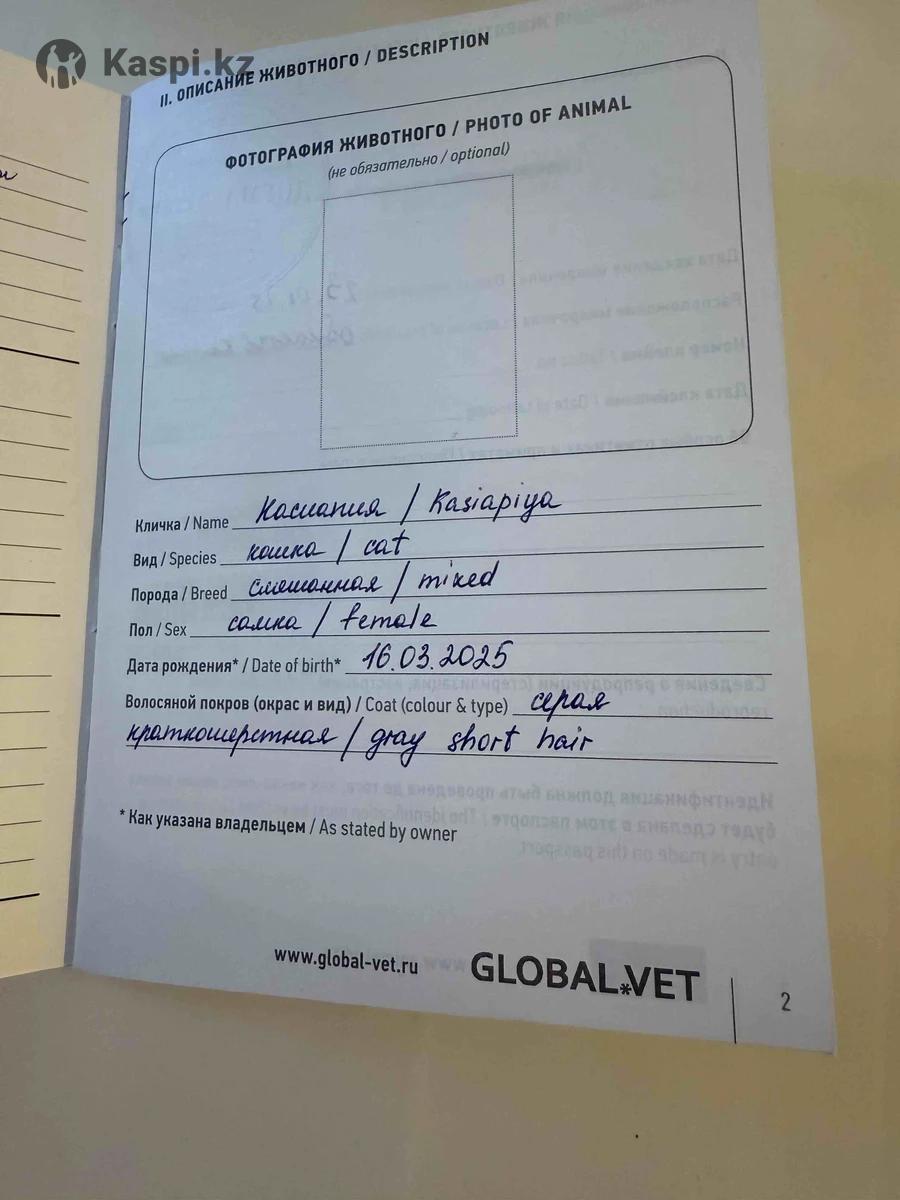 Kaspi.kz
II. ОПИСАНИЕ ЖИВОТНОГО / DESCRIPTION
ФОТОГРАФИЯ ЖИВОТНОГО / PHOTO OF ANIMAL
(не обязательно / optional)
Кличка / Name Касиапия / Kasiapiya
Вид / Species кошка / cat
Порода / Breed смешанная / mixed
Пол / Sex самка / female
Дата рождения* / Date of birth* 16.03.2025
Волосяной покров (окрас и вид) / Coat (colour & type) серая
краткошерстная / gray short hair
* Как указана владельцем / As stated by owner
www.global-vet.ru
GLOBAL*VET
2